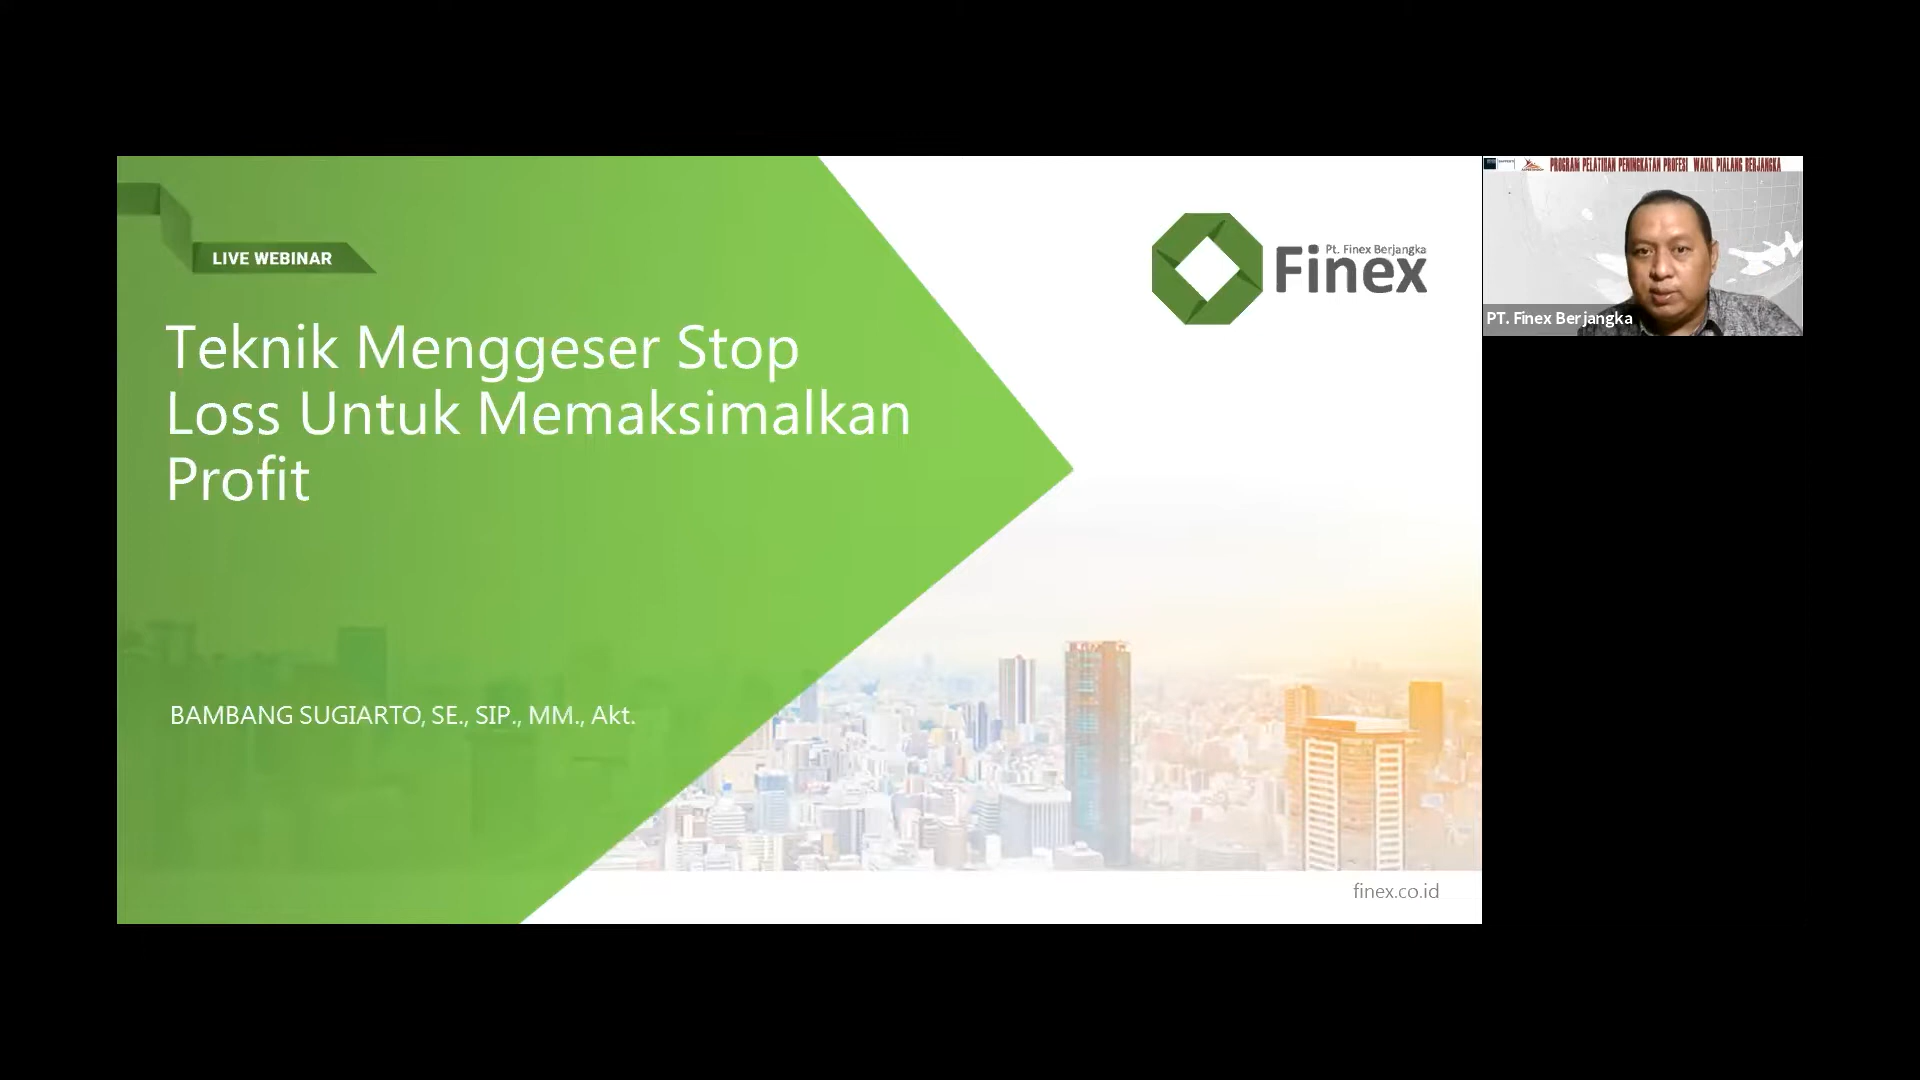 LIVE WEBINAR
Teknik Menggeser Stop
Loss Untuk Memaksimalkan
Profit
BAMBANG SUGIARTO, SE., SIP., MM., Akt.
Pt. Finex Berjangka
Finex
finex.co.id
PROGRAM PELATIHAN PENINGKATAN PROFESI WAKIL PIALANG BERJANGKA
PT. Finex Berjangka